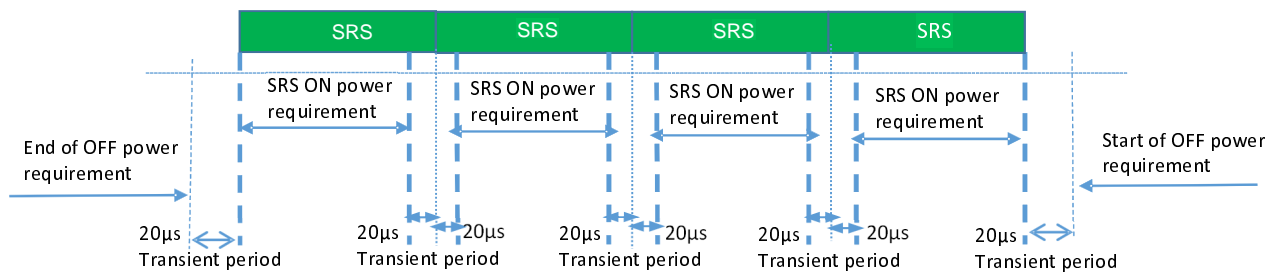 SRS SRS SRS SRS
SRS ON power
requirement
SRS ON power
requirement
SRS ON power
requirement
SRS ON power
requirement
End of OFF power
requirement
Start of OFF power
requirement
20µs
Transient period
20µs 20µs
Transient period
20µs 20µs
Transient period
20µs 20µs
Transient period
20µs
Transient period